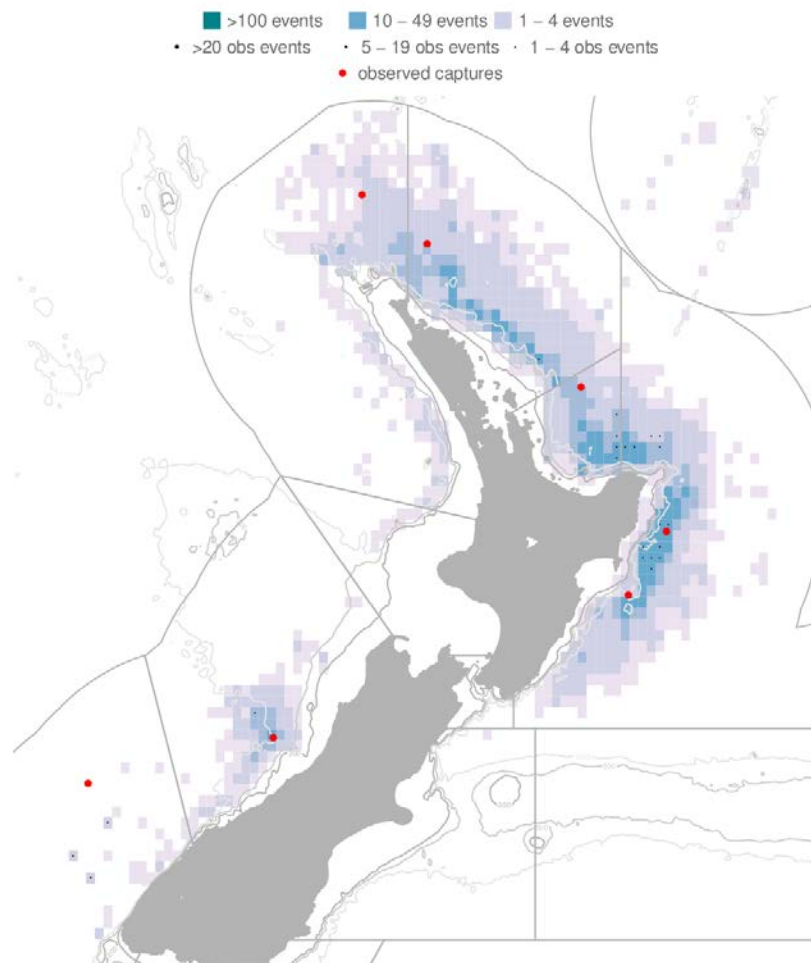 >100 events 10 – 49 events 1 – 4 events
>20 obs events 5 – 19 obs events 1 – 4 obs events
observed captures